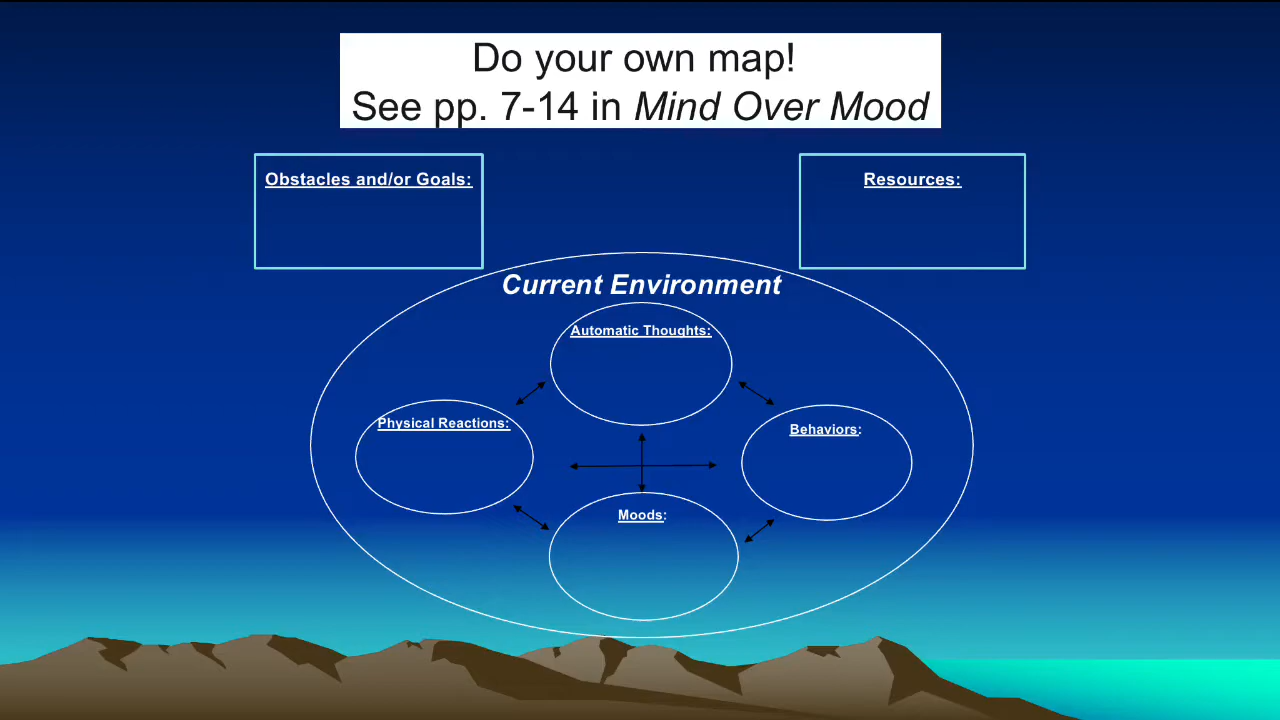 Do your own map!
See pp. 7-14 in Mind Over Mood
Obstacles and/or Goals:
Resources:
Current Environment
Automatic Thoughts:
Physical Reactions:
Behaviors:
Moods: